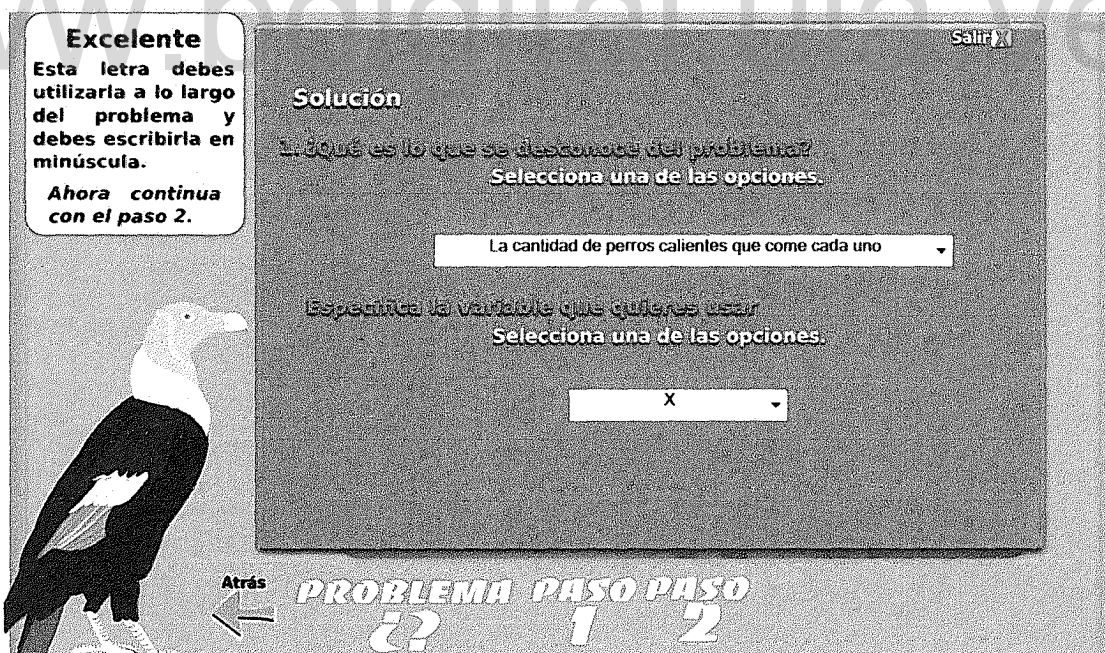 Excelente
Esta letra debes
utilizarla a lo largo
del problema y
debes escribirla en
minúscula.
Ahora continua
con el paso 2.
Salir X
Solución
1. ¿Qué es lo que se desconoce del problema?
Selecciona una de las opciones.
La cantidad de perros calientes que come cada uno
Especifica la variable que quieres usar
Selecciona una de las opciones.
X
Atrás
PROBLEMA PASO PASO
¿? 1 2